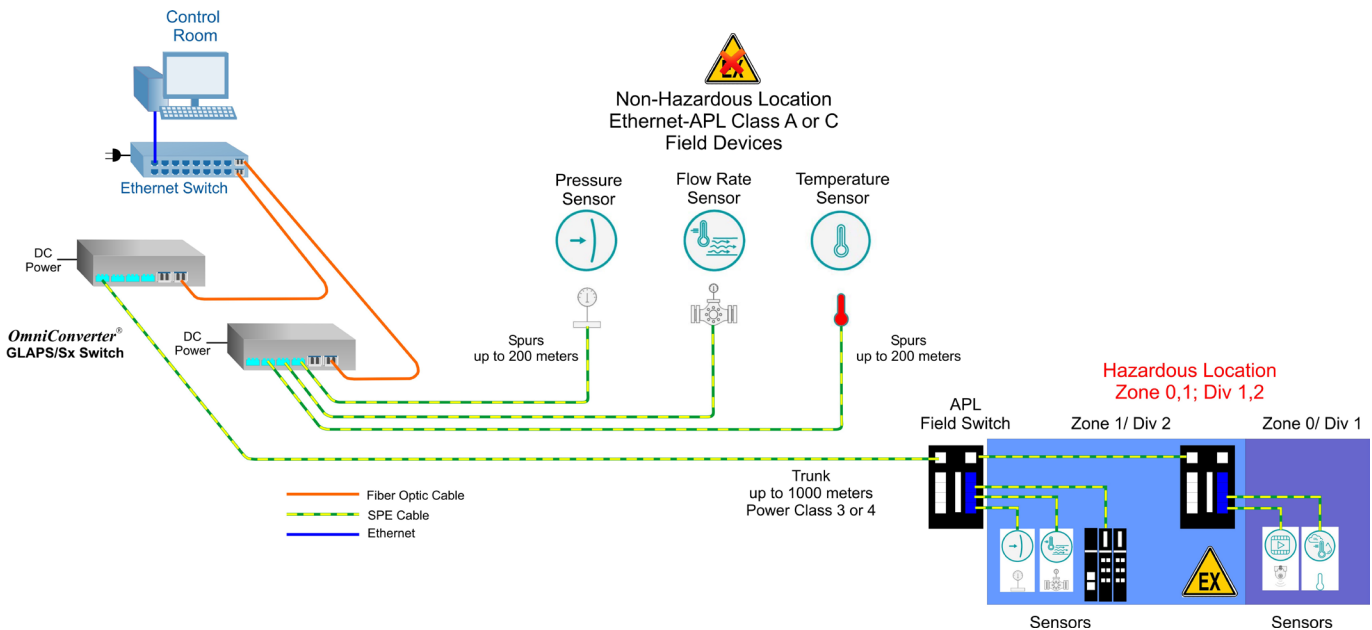 Control
Room
Ethernet Switch
DC
Power
OmniConverter®
GLAPS/Sx Switch
DC
Power
EX
Non-Hazardous Location
Ethernet-APL Class A or C
Field Devices
Pressure
Sensor
Flow Rate
Sensor
Temperature
Sensor
Spurs
up to 200 meters
Spurs
up to 200 meters
Hazardous Location
Zone 0,1; Div 1,2
APL
Field Switch
Zone 1/ Div 2
Zone 0/ Div 1
Trunk
up to 1000 meters
Power Class 3 or 4
Fiber Optic Cable
SPE Cable
Ethernet
EX
Sensors
Sensors